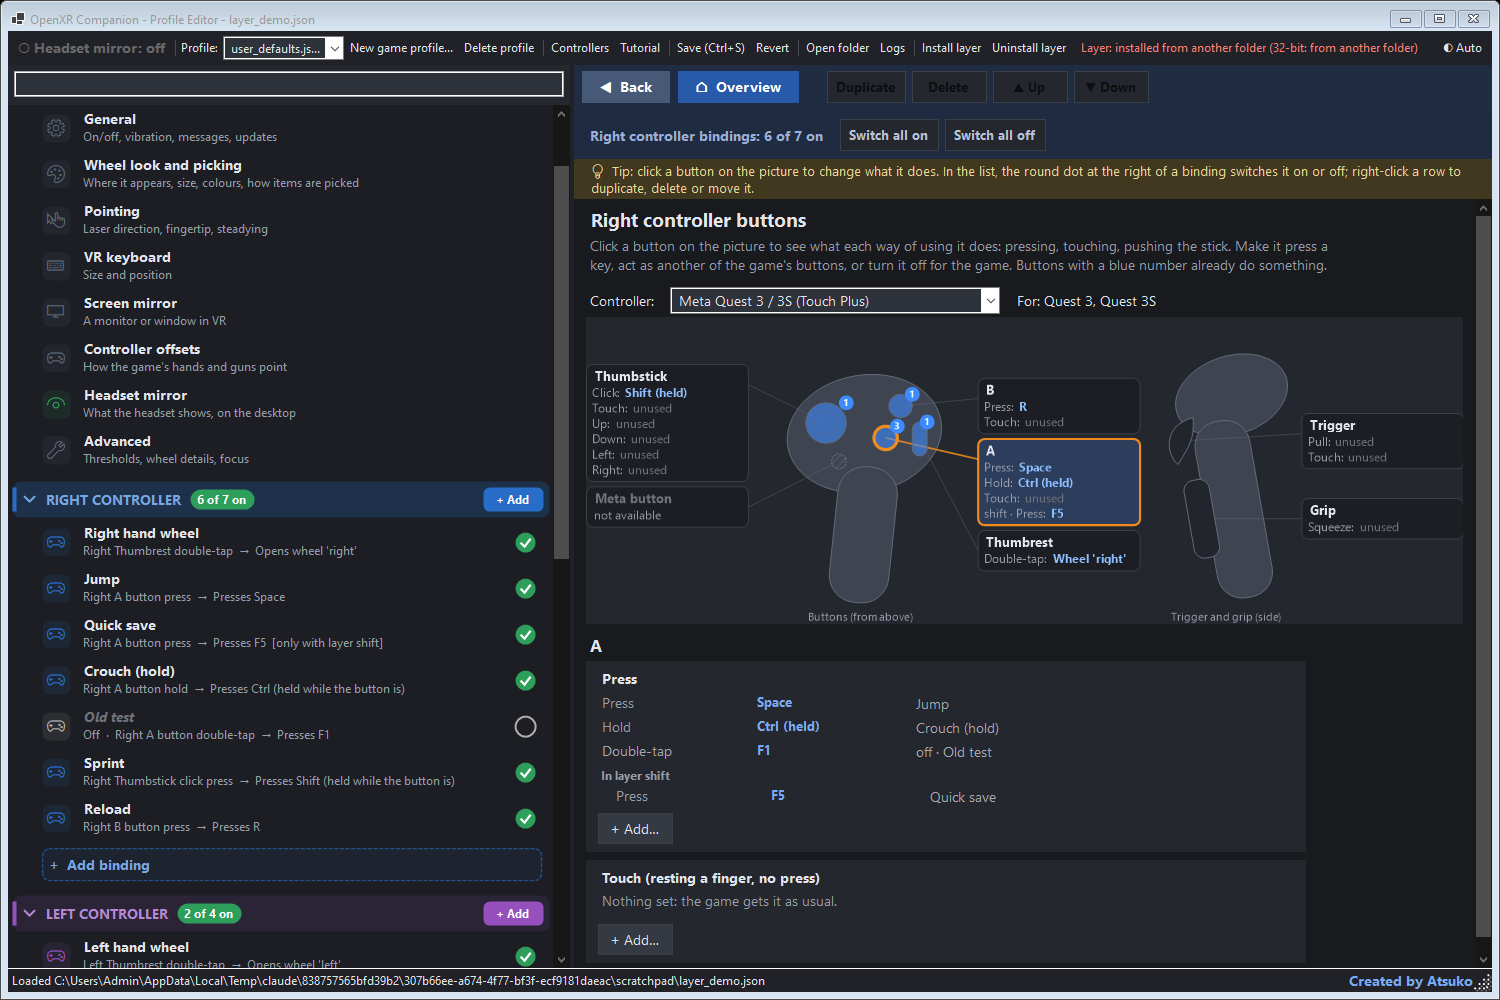 OpenXR Companion - Profile Editor - layer_demo.json
Headset mirror: off
Profile:
user_defaults.js...
New game profile...
Delete profile
Controllers
Tutorial
Save (Ctrl+S)
Revert
Open folder
Logs
Install layer
Uninstall layer
Layer: installed from another folder (32-bit: from another folder)
Auto
General
On/off, vibration, messages, updates
Wheel look and picking
Where it appears, size, colours, how items are picked
Pointing
Laser direction, fingertip, steadying
VR keyboard
Size and position
Screen mirror
A monitor or window in VR
Controller offsets
How the game's hands and guns point
Headset mirror
What the headset shows, on the desktop
Advanced
Thresholds, wheel details, focus
RIGHT CONTROLLER
6 of 7 on
+ Add
Right hand wheel
Right Thumbrest double-tap → Opens wheel 'right'
Jump
Right A button press → Presses Space
Quick save
Right A button press → Presses F5 [only with layer shift]
Crouch (hold)
Right A button hold → Presses Ctrl (held while the button is)
Old test
Off · Right A button double-tap → Presses F1
Sprint
Right Thumbstick click press → Presses Shift (held while the button is)
Reload
Right B button press → Presses R
+ Add binding
LEFT CONTROLLER
2 of 4 on
+ Add
Left hand wheel
Left Thumbrest double-tap → Opens wheel 'left'
◀ Back
Overview
Duplicate
Delete
▲ Up
▼ Down
Right controller bindings: 6 of 7 on
Switch all on
Switch all off
Tip: click a button on the picture to change what it does. In the list, the round dot at the right of a binding switches it on or off; right-click a row to
duplicate, delete or move it.
Right controller buttons
Click a button on the picture to see what each way of using it does: pressing, touching, pushing the stick. Make it press a
key, act as another of the game's buttons, or turn it off for the game. Buttons with a blue number already do something.
Controller:
Meta Quest 3 / 3S (Touch Plus)
For: Quest 3, Quest 3S
Thumbstick
Click: Shift (held)
Touch: unused
Up: unused
Down: unused
Left: unused
Right: unused
Meta button
not available
1
1
3
1
B
Press: R
Touch: unused
A
Press: Space
Hold: Ctrl (held)
Touch: unused
shift · Press: F5
Thumbrest
Double-tap: Wheel 'right'
Trigger
Pull: unused
Touch: unused
Grip
Squeeze: unused
Buttons (from above)
Trigger and grip (side)
A
Press
Press Space Jump
Hold Ctrl (held) Crouch (hold)
Double-tap F1 off · Old test
In layer shift
Press F5 Quick save
+ Add...
Touch (resting a finger, no press)
Nothing set: the game gets it as usual.
+ Add...
Loaded C:\Users\Admin\AppData\Local\Temp\claude\838757565bfd39b2\307b66ee-a674-4f77-bf3f-ecf9181daeac\scratchpad\layer_demo.json
Created by Atsuko